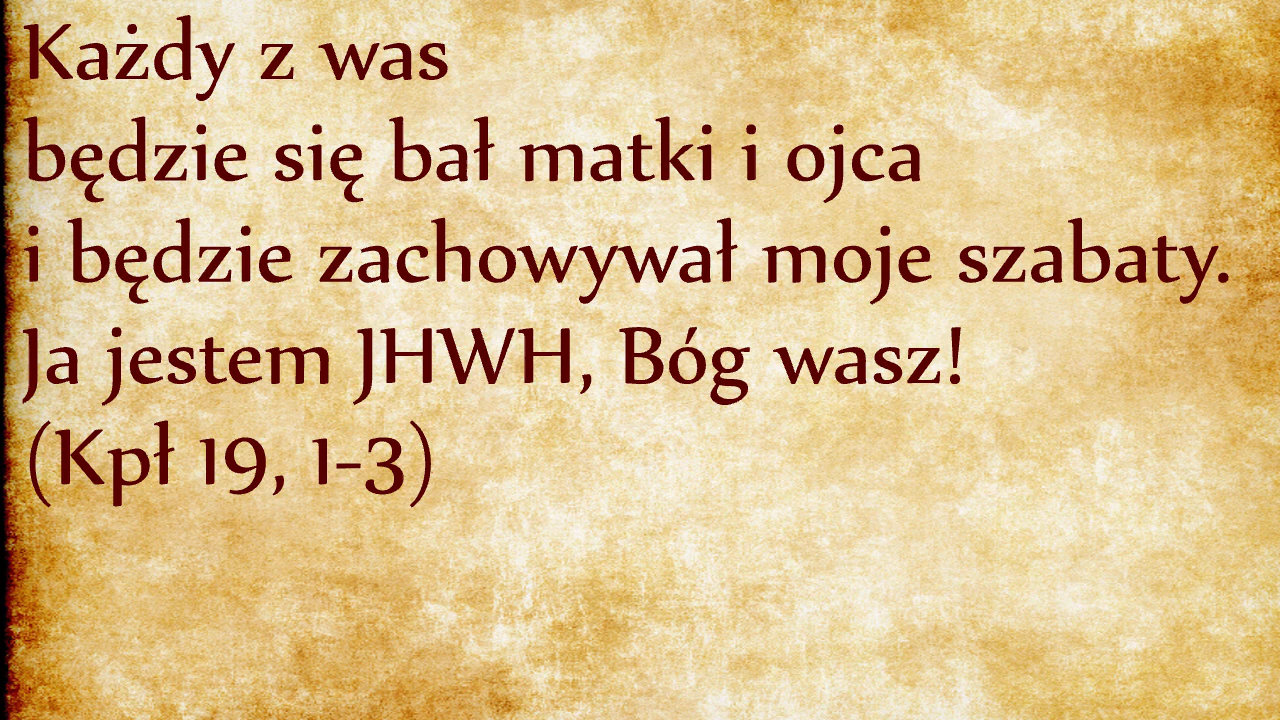 Każdy z was
będzie się bał matki i ojca
i będzie zachowywał moje szabaty.
Ja jestem JHWH, Bóg wasz!
(Kpł 19, 1-3)